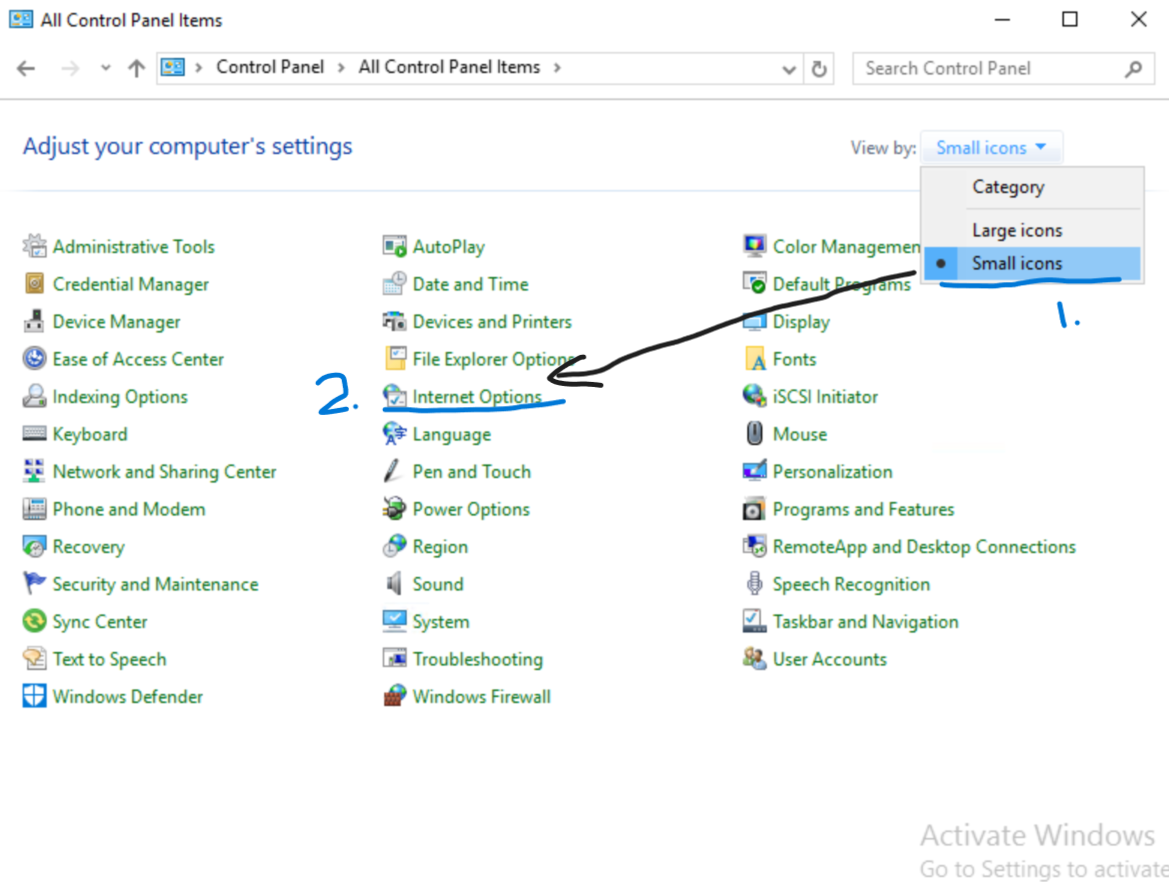 All Control Panel Items
Control Panel > All Control Panel Items >
Search Control Panel
Adjust your computer's settings
View by: Small icons
Category
Large icons
Small icons
1.
Administrative Tools
AutoPlay
Color Managemen
Credential Manager
Date and Time
Default Programs
Device Manager
Devices and Printers
Display
Ease of Access Center
File Explorer Options
Fonts
Indexing Options
2.
Internet Options
iSCSI Initiator
Keyboard
Language
Mouse
Network and Sharing Center
Pen and Touch
Personalization
Phone and Modem
Power Options
Programs and Features
Recovery
Region
RemoteApp and Desktop Connections
Security and Maintenance
Sound
Speech Recognition
Sync Center
System
Taskbar and Navigation
Text to Speech
Troubleshooting
User Accounts
Windows Defender
Windows Firewall
Activate Windows
Go to Settings to activate